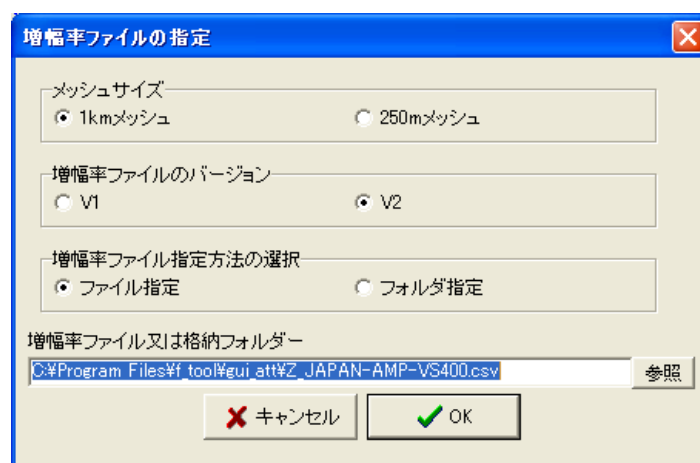 増幅率ファイルの指定
メッシュサイズ
1kmメッシュ 250mメッシュ
増幅率ファイルのバージョン
V1 V2
増幅率ファイル指定方法の選択
ファイル指定 フォルダ指定
増幅率ファイル又は格納フォルダー
C:¥Program Files¥f_tool¥gui_att¥Z_JAPAN-AMP-VS400.csv 参照
キャンセル OK